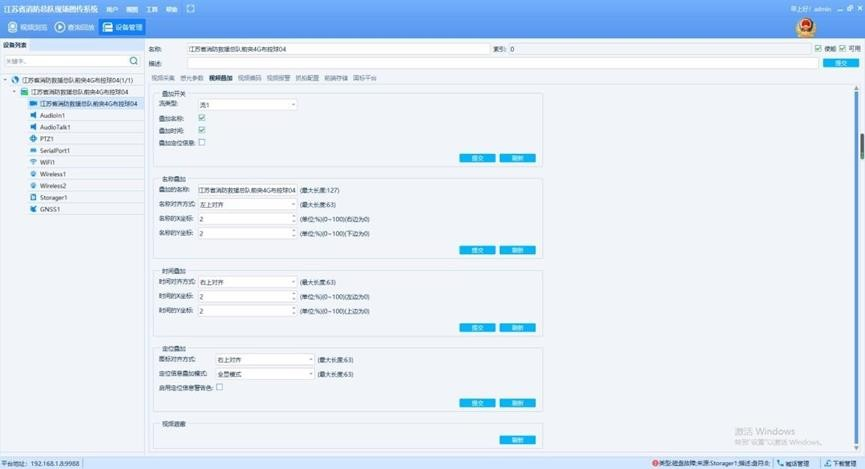 江苏省消防总队现场图传系统 用户 视图 工具 帮助
早上好! admin
视频浏览 查询回放 设备管理
设备列表
关键字..
江苏省消防救援总队前突4G布控球04(1/1)
江苏省消防救援总队前突4G布控球04
江苏省消防救援总队前突4G布控球04
AudioIn1
AudioTalk1
PTZ1
SerialPort1
WiFi1
Wireless1
Wireless2
Storager1
GNSS1
名称: 江苏省消防救援总队前突4G布控球04 索引: 0 使能 可用
描述: 提交
视频采集 感光参数 视频叠加 视频编码 视频报警 抓拍配置 前端存储 国标平台
叠加开关
流类型: 流1
叠加名称:
叠加时间:
叠加定位信息:
提交 刷新
名称叠加
叠加的名称: 江苏省消防救援总队前突4G布控球04 (最大长度:127)
名称对齐方式: 左上对齐 (最大长度:63)
名称的X坐标: 2 (单位:%)(0~100)(右边为0)
名称的Y坐标: 2 (单位:%)(0~100)(下边为0)
提交 刷新
时间叠加
时间对齐方式: 右上对齐 (最大长度:63)
时间的X坐标: 2 (单位:%)(0~100)(左边为0)
时间的Y坐标: 2 (单位:%)(0~100)(上边为0)
提交 刷新
定位叠加
图标对齐方式: 右上对齐 (最大长度:63)
定位信息叠加模式: 全显模式 (最大长度:63)
启用定位信息警告色:
提交 刷新
视频遮蔽
刷新
激活 Windows
转到"设置"以激活 Windows。
平台地址: 192.168.1.8:9988
类型:磁盘故障;来源:Storager1;描述:盘符:0; 喊话管理 下载管理